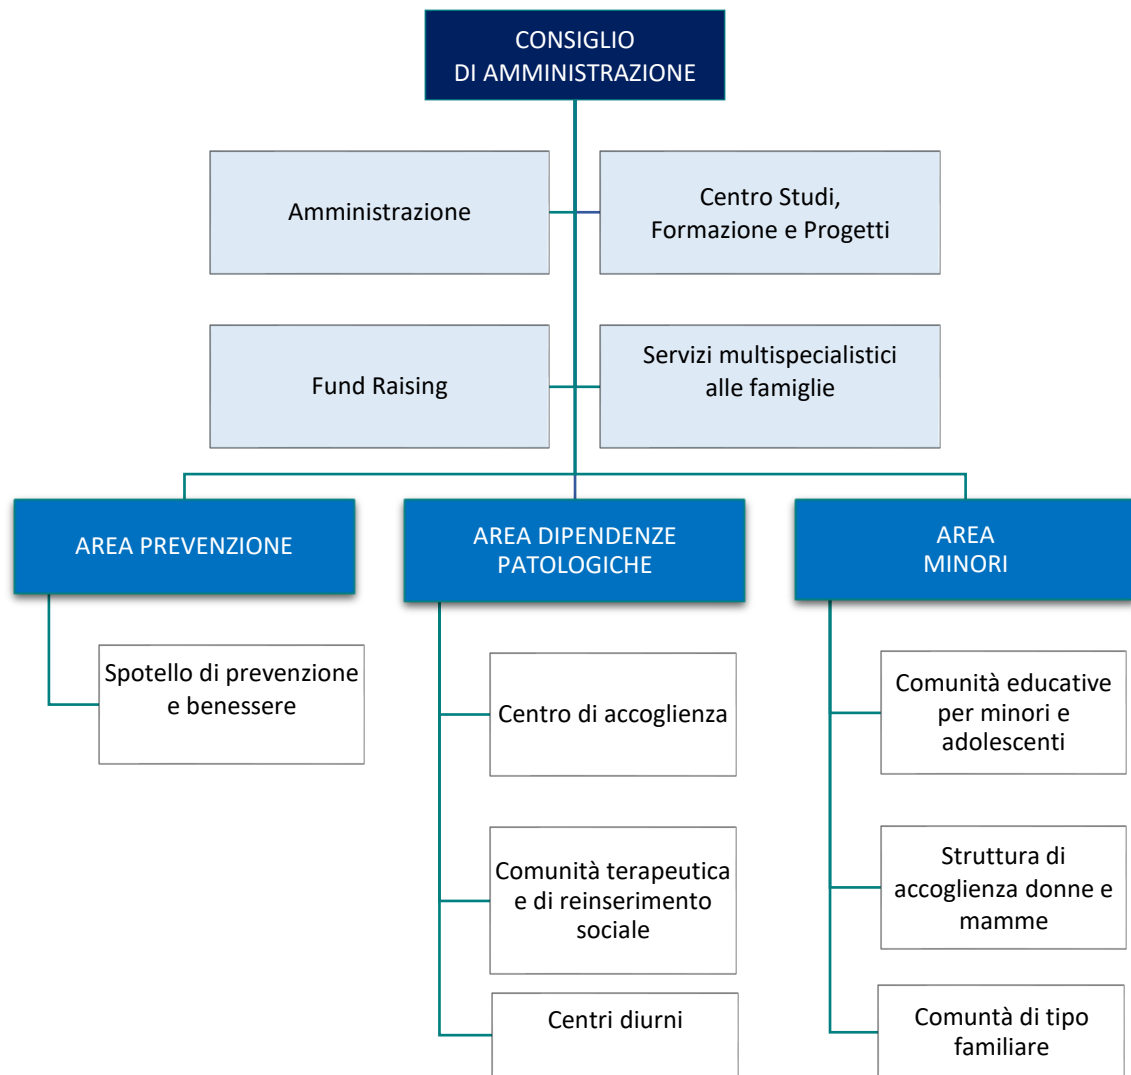 CONSIGLIO
DI AMMINISTRAZIONE
Amministrazione
Centro Studi,
Formazione e Progetti
Fund Raising
Servizi multispecialistici
alle famiglie
AREA PREVENZIONE
Spotello di prevenzione
e benessere
AREA DIPENDENZE
PATOLOGICHE
Centro di accoglienza
Comunità terapeutica
e di reinserimento
sociale
Centri diurni
AREA
MINORI
Comunità educative
per minori e
adolescenti
Struttura di
accoglienza donne e
mamme
Comuntà di tipo
familiare